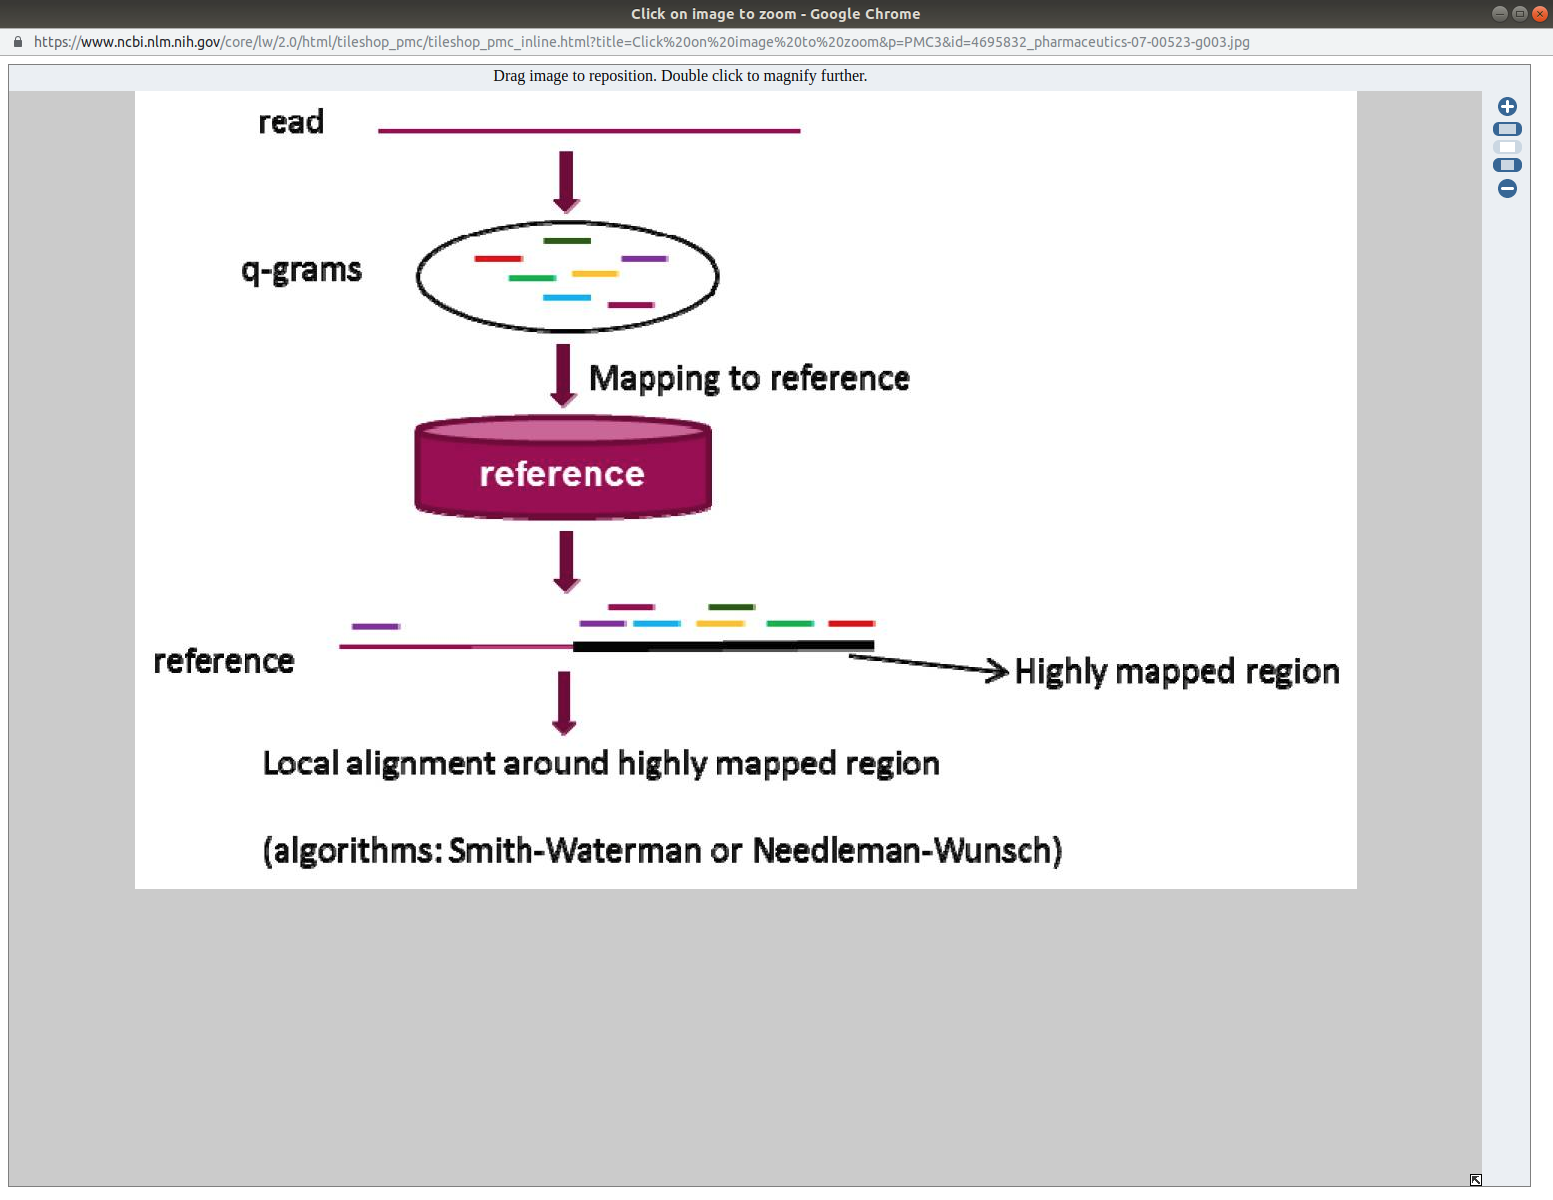 Click on image to zoom - Google Chrome
https://www.ncbi.nlm.nih.gov/core/lw/2.0/html/tileshop_pmc/tileshop_pmc_inline.html?title=Click%20on%20image%20to%20zoom&p=PMC3&id=4695832_pharmaceutics-07-00523-g003.jpg
Drag image to reposition. Double click to magnify further.
read
q-grams
Mapping to reference
reference
reference
Highly mapped region
Local alignment around highly mapped region
(algorithms: Smith-Waterman or Needleman-Wunsch)